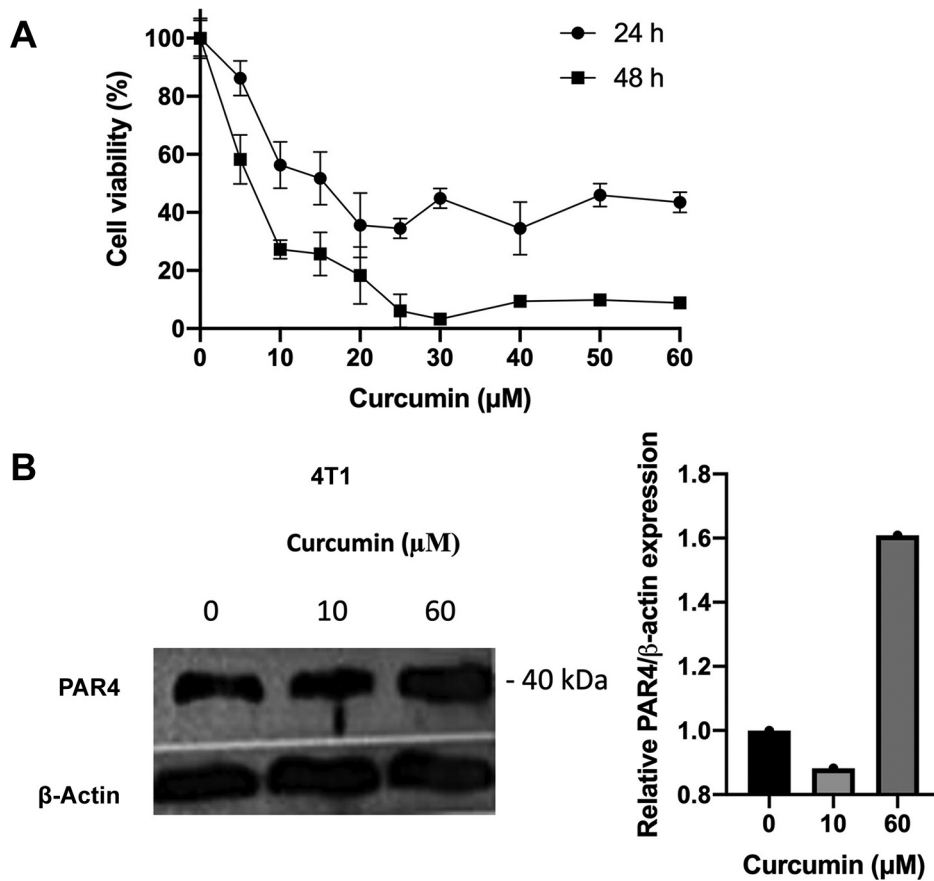 A
Cell viability (%)
100
80
60
40
20
0
0 10 20 30 40 50 60
Curcumin (µM)
24 h
48 h
B
4T1
Curcumin (µM)
0 10 60
PAR4
- 40 kDa
β-Actin
Relative PAR4/β-actin expression
1.8
1.6
1.4
1.2
1.0
0.8
0 10 60
Curcumin (µM)